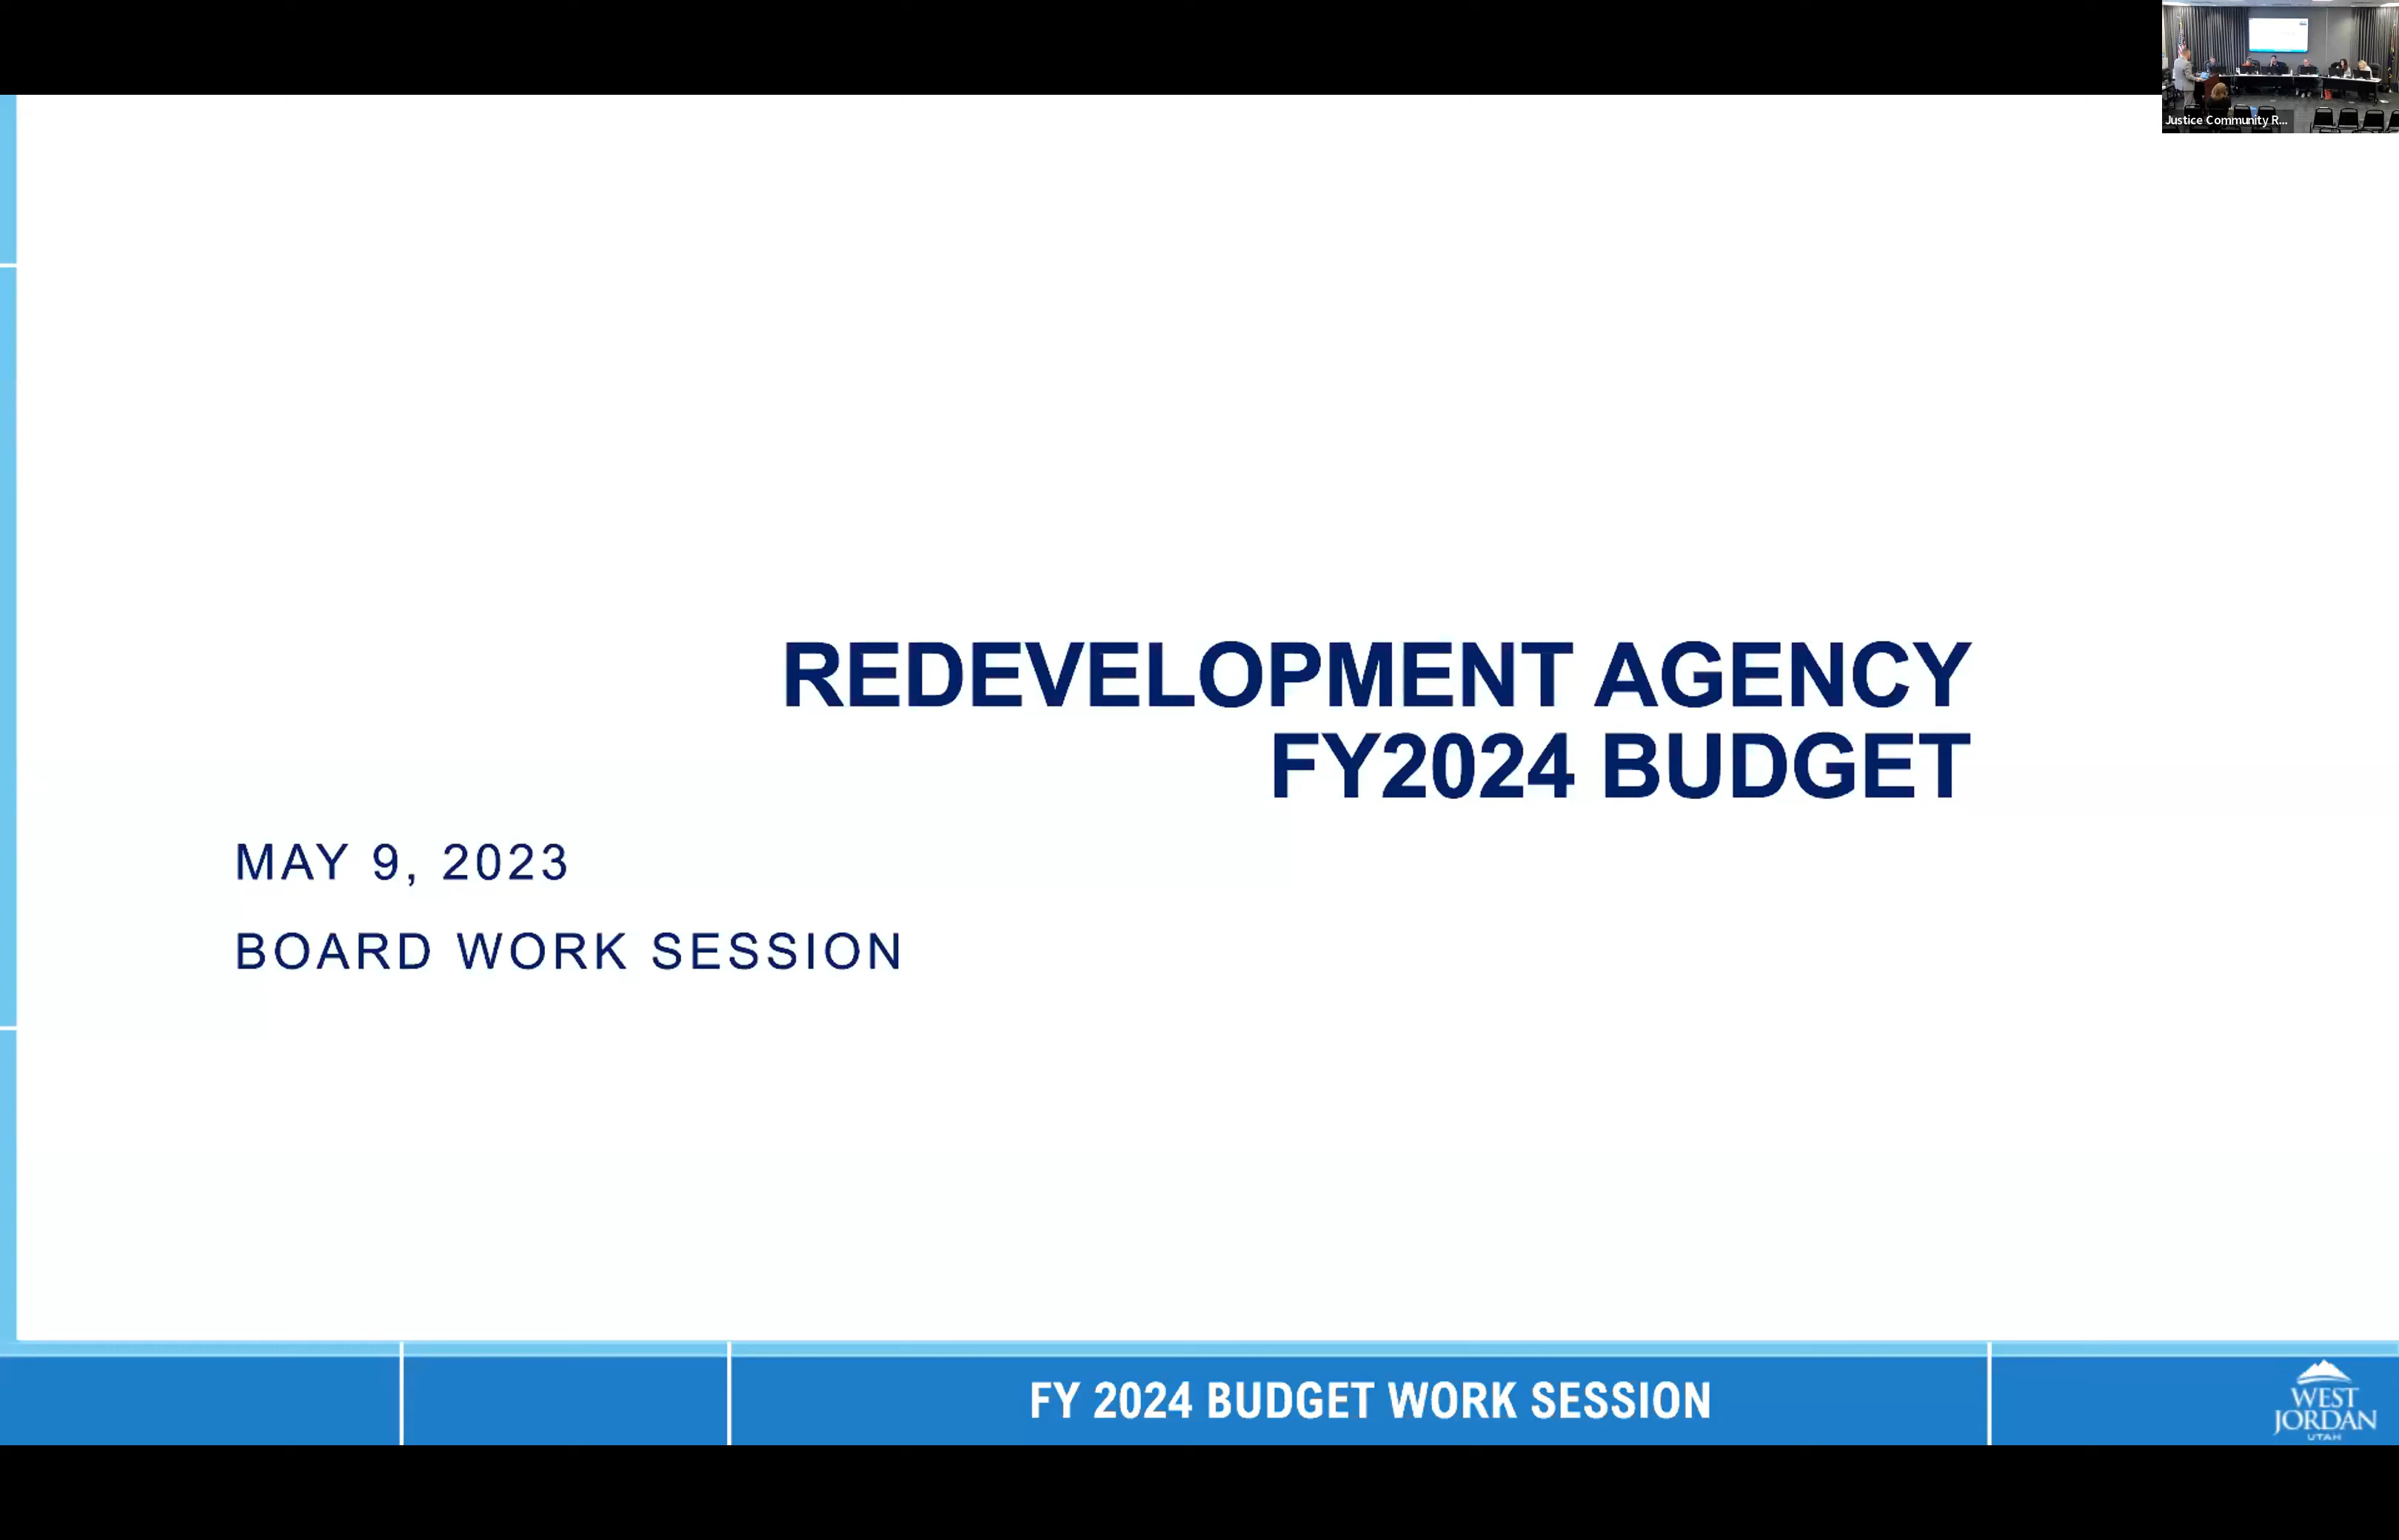 Justice Community R...
REDEVELOPMENT AGENCY
FY2024 BUDGET
MAY 9, 2023
BOARD WORK SESSION
FY 2024 BUDGET WORK SESSION
WEST
JORDAN
UTAH